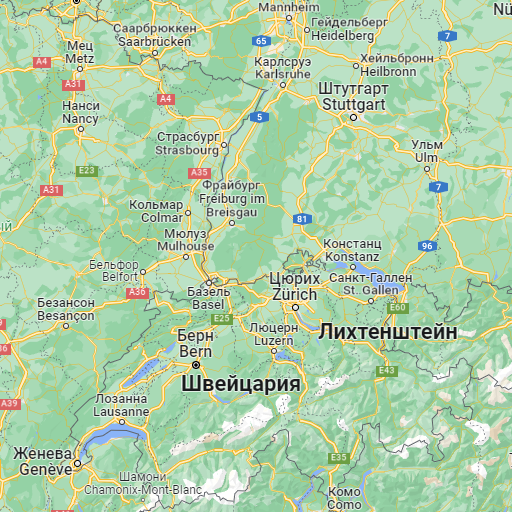 Mannheim
Nü
Саарбрюккен
Saarbrücken
Гейдельберг
Heidelberg
65
7
Мец
Metz
A4
A31
Карлсруэ
Karlsruhe
Хейльбронн
Heilbronn
A4
Штутгарт
Stuttgart
Нанси
Nancy
5
Страсбург
Strasbourg
Ульм
Ulm
E23
A35
A31
7
Фрайбург
Freiburg im
Breisgau
Кольмар
Colmar
81
Мюлуз
Mulhouse
Констанц
Konstanz
96
Бельфор
Belfort
Цюрих
Zürich
Санкт-Галлен
St. Gallen
A36
Базель
Basel
Безансон
Besançon
E60
E25
Люцерн
Luzern
Лихтенштейн
Берн
Bern
Швейцария
E43
A39
Лозанна
Lausanne
Женева
Genève
E35
Шамони
Chamonix-Mont-Blanc
Комо
Como